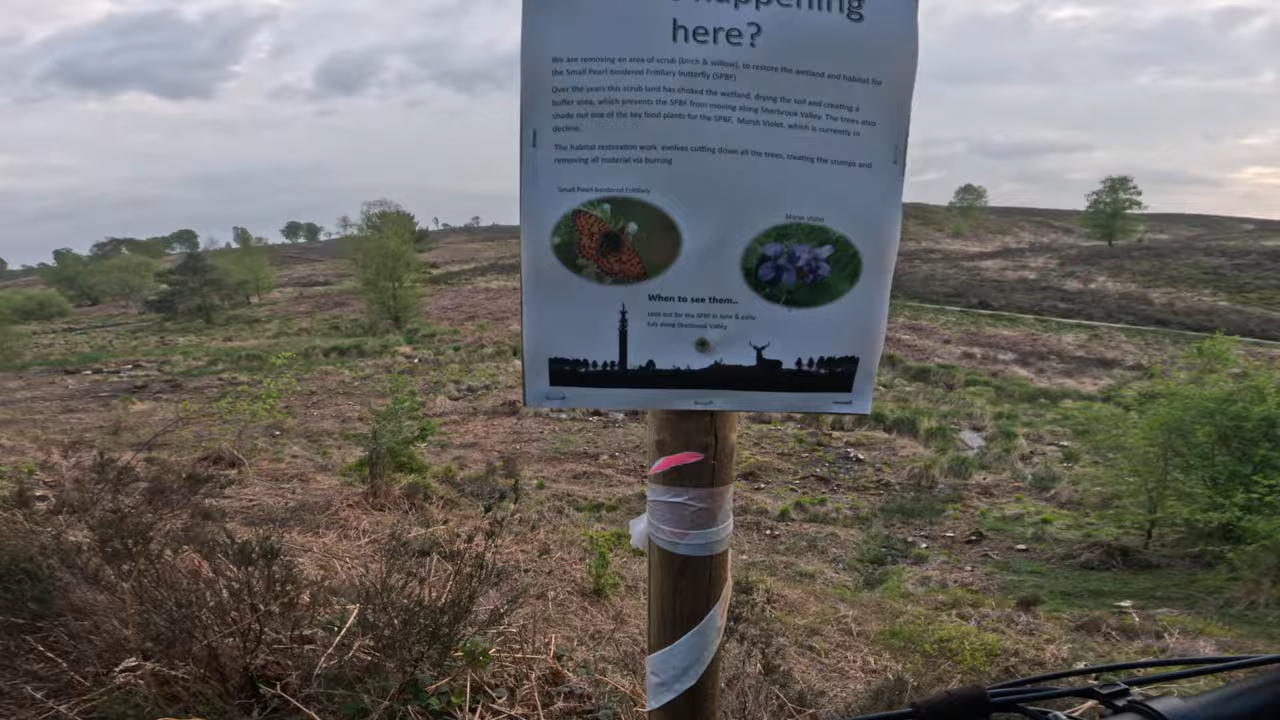 happening
here?
We are removing an area of scrub (birch & willow), to restore the wetland and habitat for
the Small Pearl-bordered Fritillary butterfly (SPBF)
Over the years this scrub land has choked the wetland, drying the soil and creating a
buffer zone, which prevents the SPBF from moving along Sherbrook Valley. The trees also
shade out one of the key food plants for the SPBF, Marsh Violet, which is currently in
decline.
The habitat restoration work evolves cutting down all the trees, treating the stumps and
removing all material via burning
Small Pearl-bordered Fritillary
Marsh Violet
When to see them..
Look out for the SPBF in June & early
July along Sherbrook Valley